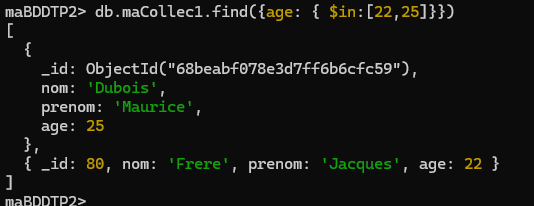 maBDDTP2> db.maCollec1.find({age: { $in:[22,25]}})
[
  {
    _id: ObjectId("68beabf078e3d7ff6b6cfc59"),
    nom: 'Dubois',
    prenom: 'Maurice',
    age: 25
  },
  { _id: 80, nom: 'Frere', prenom: 'Jacques', age: 22 }
]
maBDDTP2>